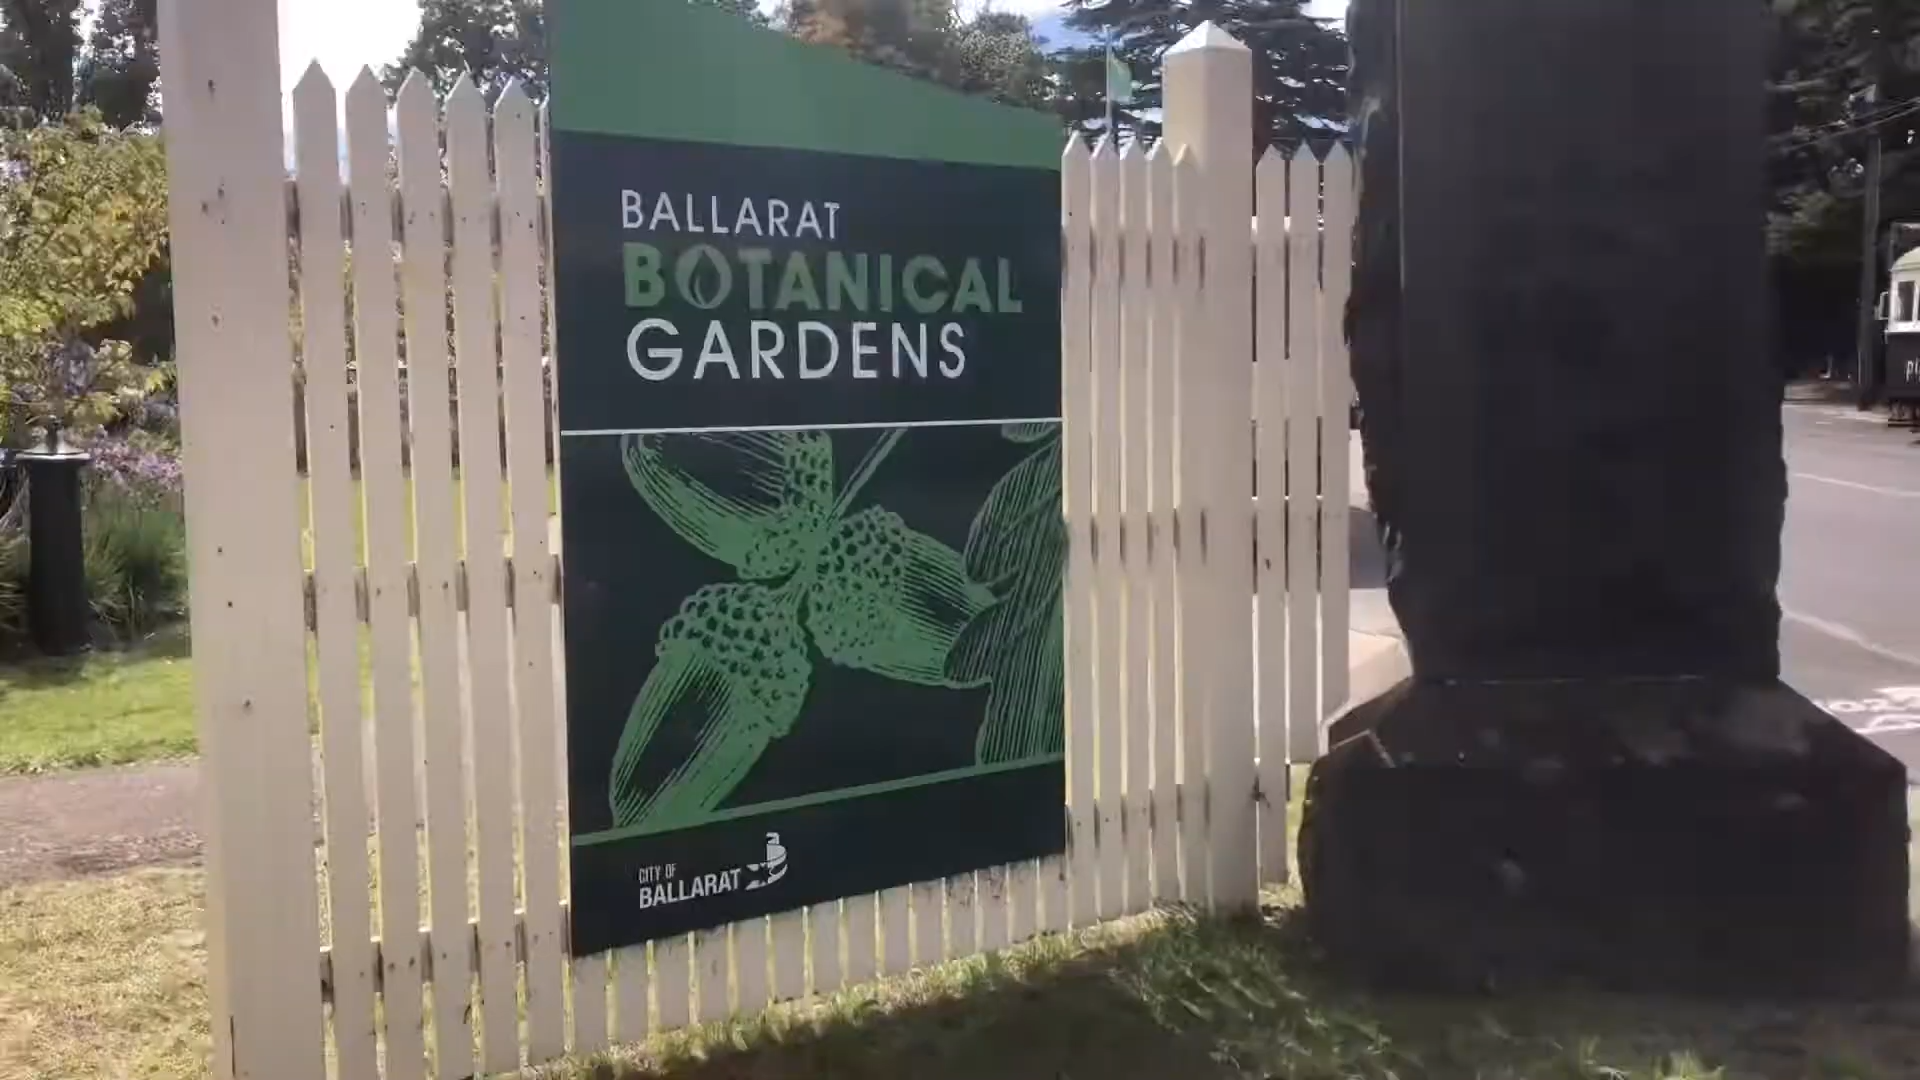 BALLARAT
BOTANICAL
GARDENS
CITY OF
BALLARAT